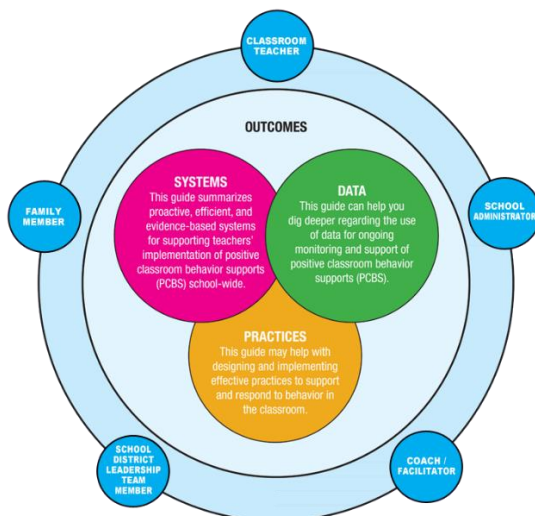 CLASSROOM
TEACHER
OUTCOMES
SYSTEMS
This guide summarizes
proactive, efficient, and
evidence-based systems
for supporting teachers'
implementation of positive
classroom behavior supports
(PCBS) school-wide.
DATA
This guide can help you
dig deeper regarding the use
of data for ongoing
monitoring and support of
positive classroom behavior
supports (PCBS).
FAMILY
MEMBER
SCHOOL
ADMINISTRATOR
PRACTICES
This guide may help with
designing and implementing
effective practices to support
and respond to behavior in
the classroom.
SCHOOL
DISTRICT
LEADERSHIP
TEAM
MEMBER
COACH /
FACILITATOR